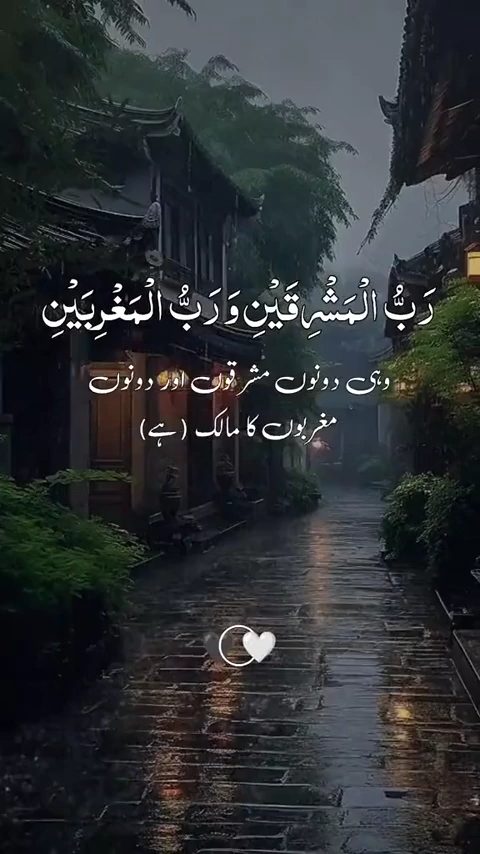 رَبُّ الْمَشْرِقَيْنِ وَرَبُّ الْمَغْرِبَيْنِ
وہی دونوں مشرقوں اور دونوں
مغربوں کا مالک (ہے)